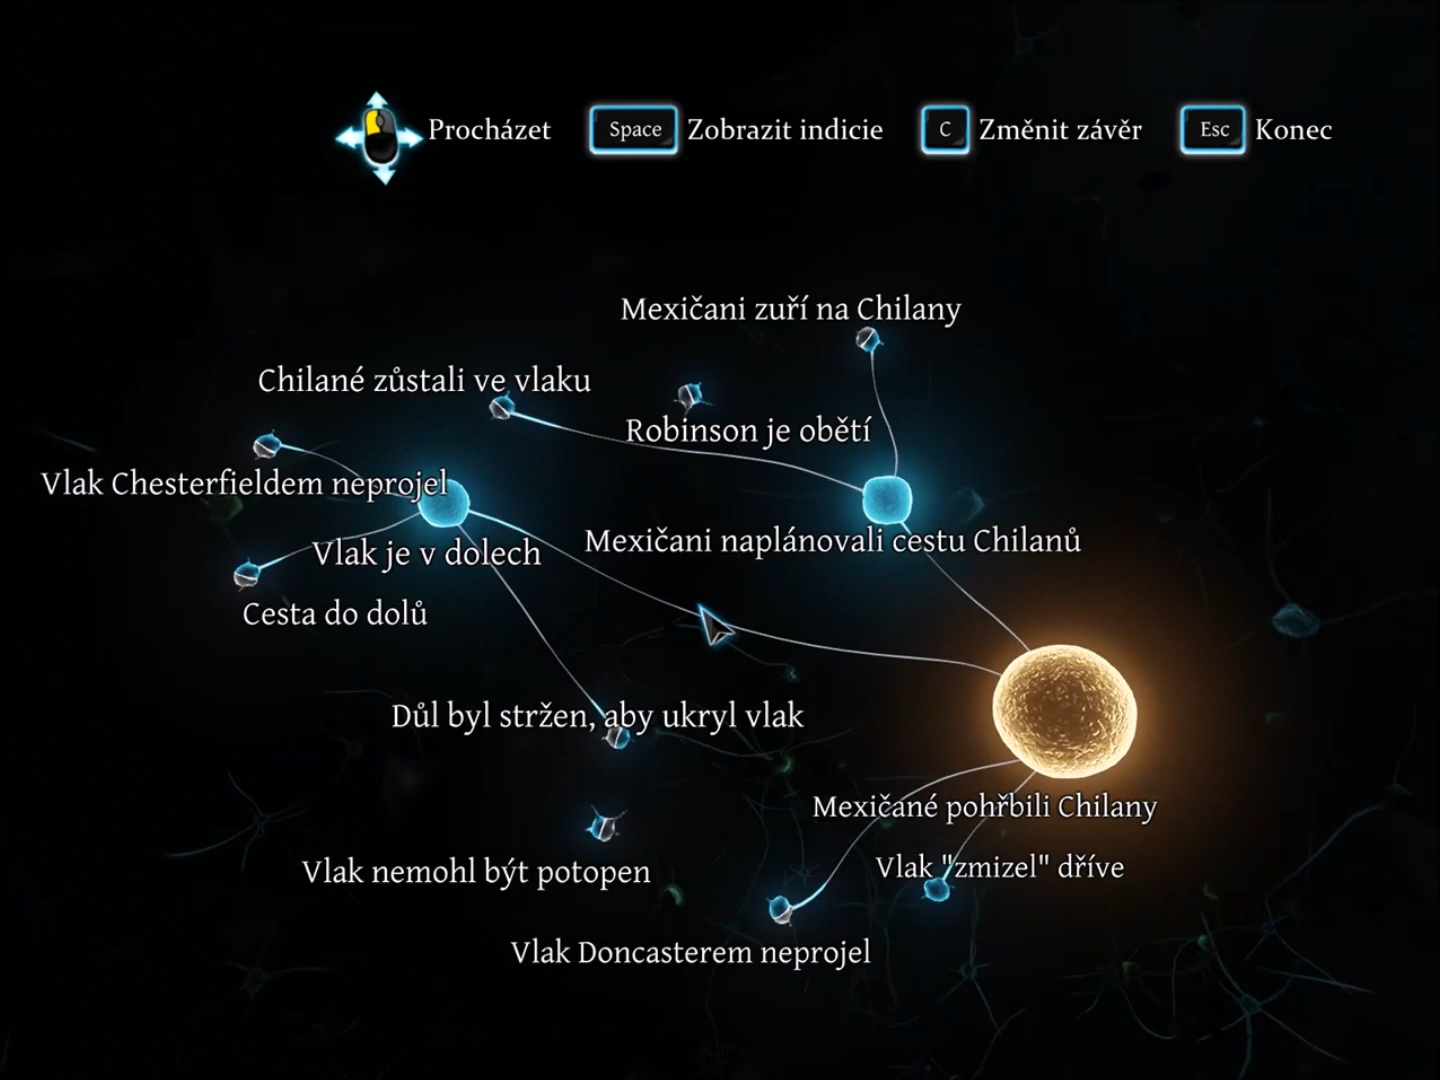 Procházet
Space
Zobrazit indicie
C
Změnit závěr
Esc
Konec
Mexičani zuří na Chilany
Chilané zůstali ve vlaku
Robinson je obětí
Vlak Chesterfieldem neprojel
Vlak je v dolech
Mexičani naplánovali cestu Chilanů
Cesta do dolů
Důl byl stržen, aby ukryl vlak
Mexičané pohřbili Chilany
Vlak "zmizel" dříve
Vlak nemohl být potopen
Vlak Doncasterem neprojel